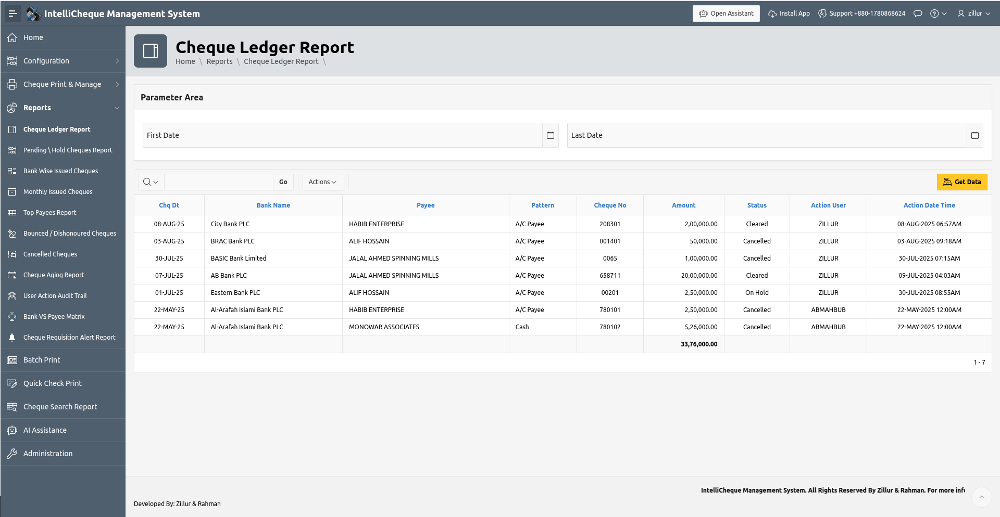 IntelliCheque Management System
Open Assistant
Install App
Support +880-1780868624
zillur
Home
Configuration
Cheque Print & Manage
Reports
Cheque Ledger Report
Pending \ Hold Cheques Report
Bank Wise Issued Cheques
Monthly Issued Cheques
Top Payees Report
Bounced / Dishonoured Cheques
Cancelled Cheques
Cheque Aging Report
User Action Audit Trail
Bank VS Payee Matrix
Cheque Requisition Alert Report
Batch Print
Quick Check Print
Cheque Search Report
AI Assistance
Administration
Cheque Ledger Report
Home \ Reports \ Cheque Ledger Report \
Parameter Area
First Date
Last Date
Go
Actions
Get Data
Chq Dt Bank Name Payee Pattern Cheque No Amount Status Action User Action Date Time
08-AUG-25 City Bank PLC HABIB ENTERPRISE A/C Payee 208301 2,00,000.00 Cleared ZILLUR 08-AUG-2025 06:57AM
03-AUG-25 BRAC Bank PLC ALIF HOSSAIN A/C Payee 001401 50,000.00 Cancelled ZILLUR 03-AUG-2025 09:18AM
30-JUL-25 BASIC Bank Limited JALAL AHMED SPINNING MILLS A/C Payee 0065 1,00,000.00 Cancelled ZILLUR 30-JUL-2025 07:15AM
07-JUL-25 AB Bank PLC JALAL AHMED SPINNING MILLS A/C Payee 658711 20,00,000.00 Cleared ZILLUR 09-JUL-2025 04:03AM
01-JUL-25 Eastern Bank PLC ALIF HOSSAIN A/C Payee 00201 2,50,000.00 On Hold ZILLUR 30-JUL-2025 08:55AM
22-MAY-25 Al-Arafah Islami Bank PLC HABIB ENTERPRISE A/C Payee 780101 2,50,000.00 Cancelled ABMAHBUB 22-MAY-2025 12:00AM
22-MAY-25 Al-Arafah Islami Bank PLC MONOWAR ASSOCIATES Cash 780102 5,26,000.00 Cancelled ABMAHBUB 22-MAY-2025 12:00AM
33,76,000.00
1 - 7
IntelliCheque Management System. All Rights Reserved By Zillur & Rahman. For more info
Developed By: Zillur & Rahman